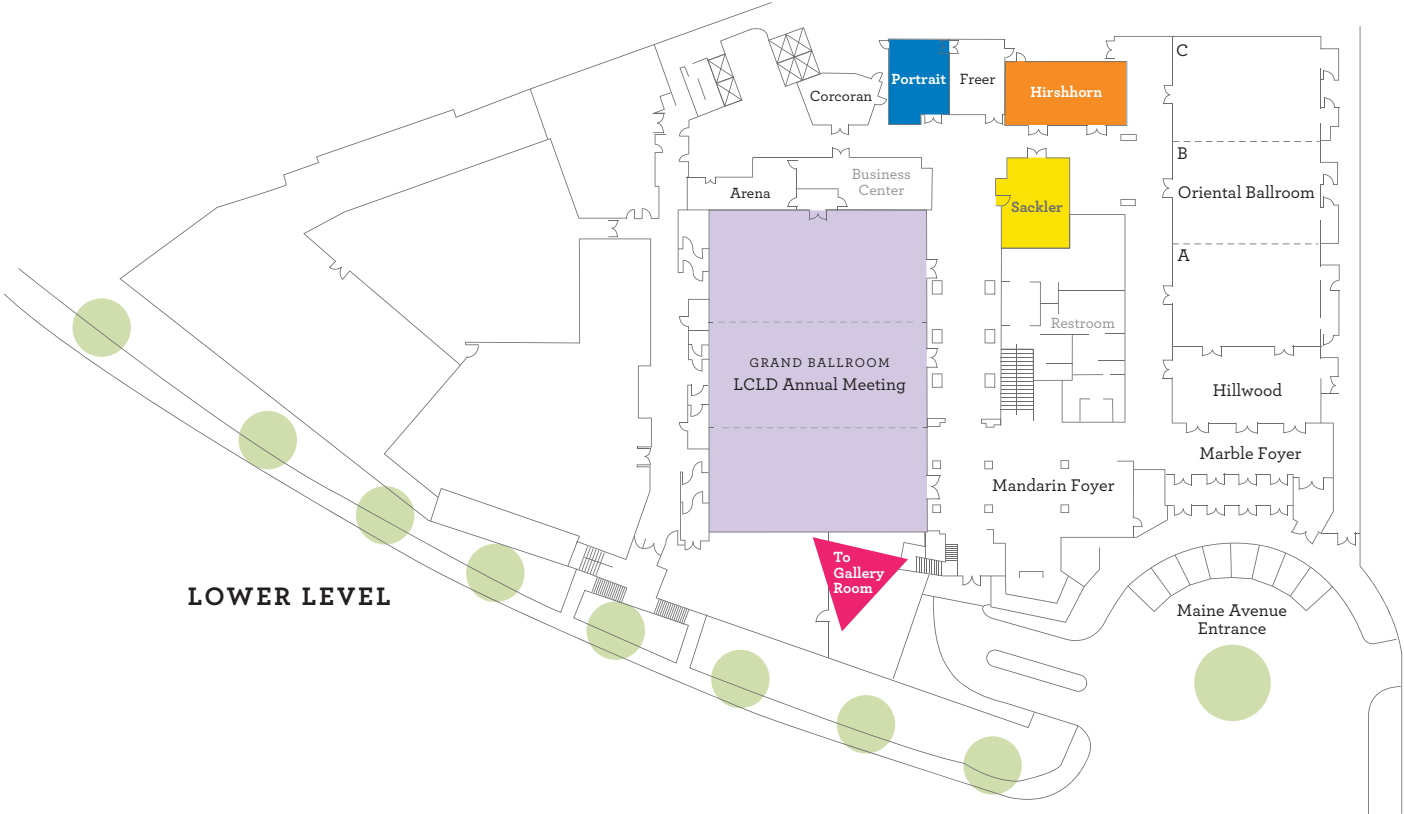 C
Portrait
Freer
Hirshhorn
Corcoran
B
Business
Center
Arena
Oriental Ballroom
Sackler
A
Restroom
GRAND BALLROOM
LCLD Annual Meeting
Hillwood
Marble Foyer
Mandarin Foyer
To
Gallery
Room
LOWER LEVEL
Maine Avenue
Entrance